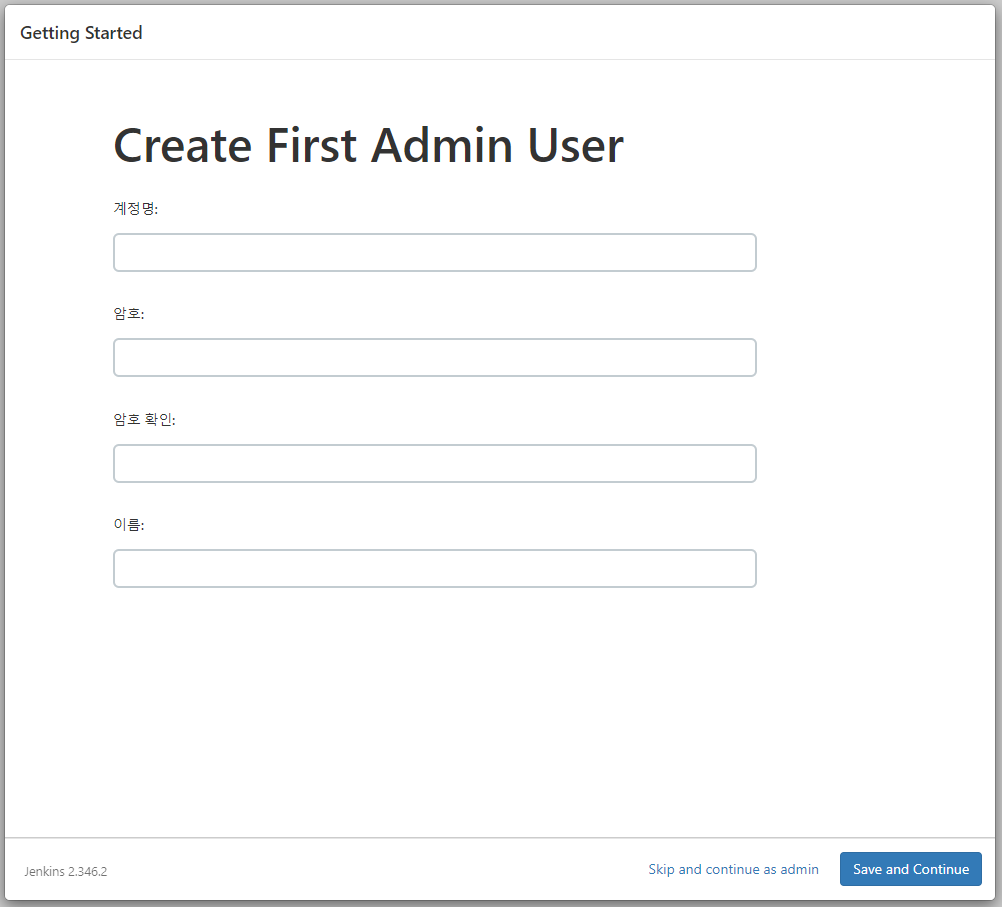 Getting Started
Create First Admin User
계정명:
암호:
암호 확인:
이름:
Jenkins 2.346.2
Skip and continue as admin
Save and Continue